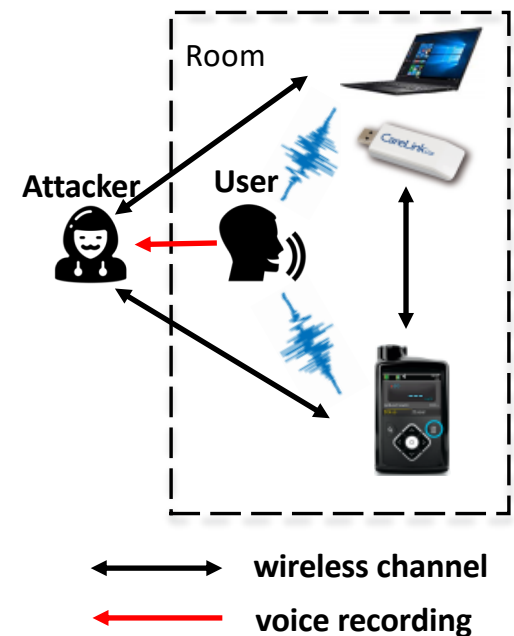 Room
CareLink
Attacker
User
wireless channel
voice recording